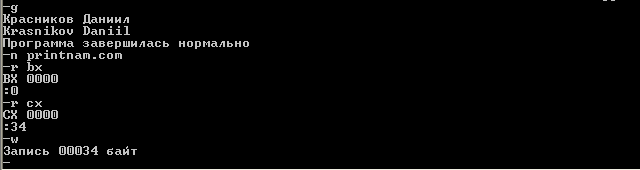 -g
Красников Даниил
Krasnikov Daniil
Программа завершилась нормально
-n printnam.com
-r bx
BX 0000
:0
-r cx
CX 0000
:34
-w
Запись 00034 байт
-